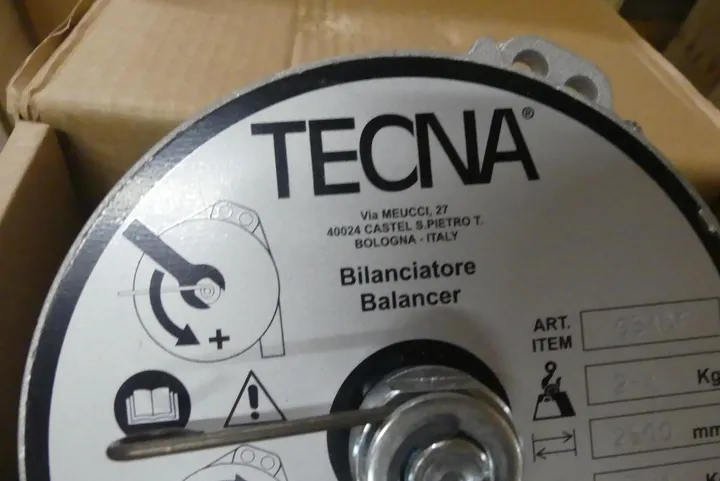 TECNA®
Via MEUCCI, 27
40024 CASTEL S.PIETRO T.
BOLOGNA - ITALY
Bilanciatore
Balancer
+
ART.
ITEM
Kg
mm